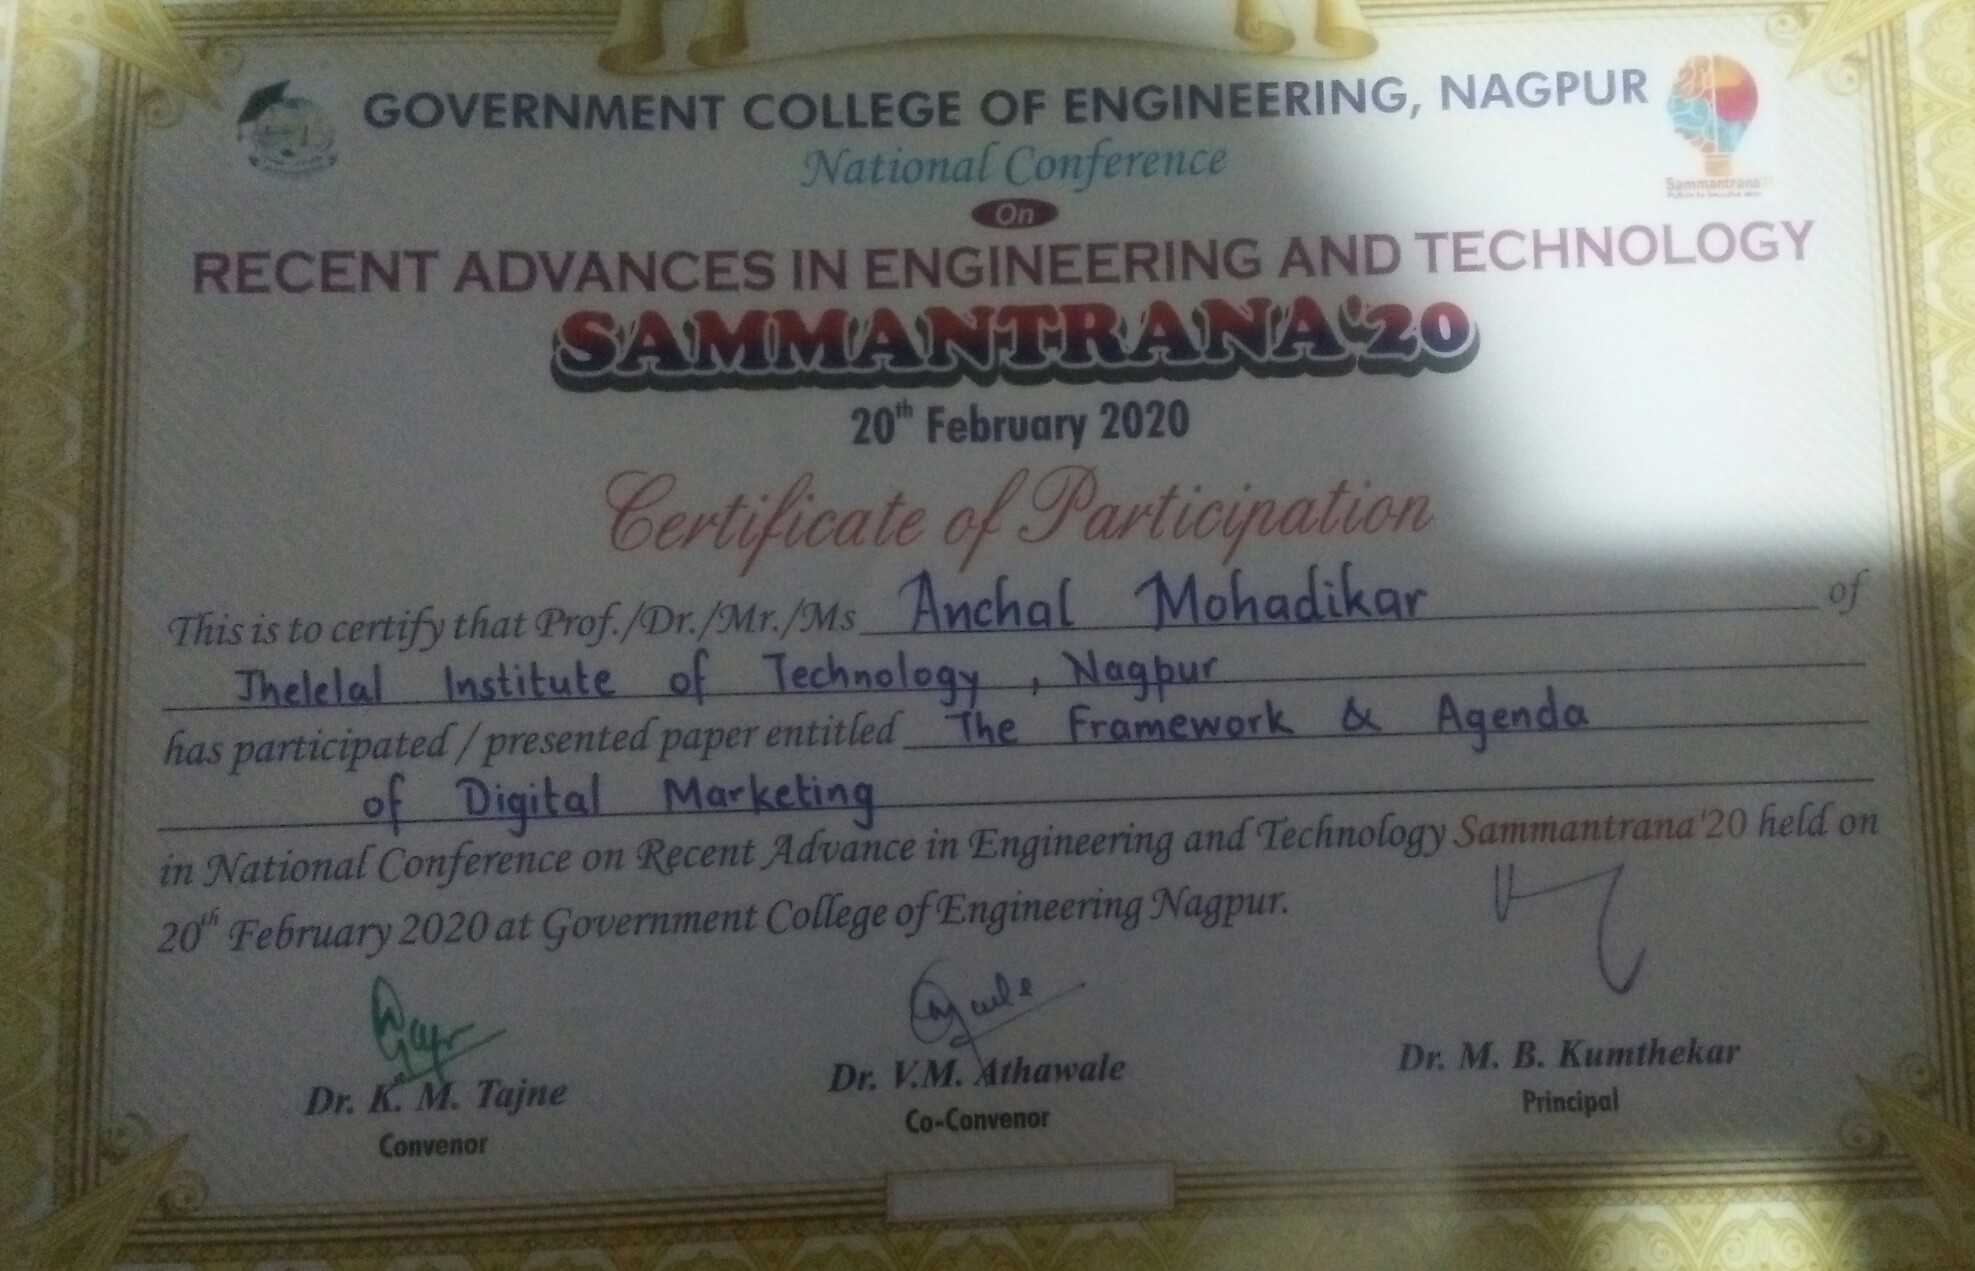 GOVERNMENT COLLEGE OF ENGINEERING, NAGPUR
National Conference
On
Sammantrana
RECENT ADVANCES IN ENGINEERING AND TECHNOLOGY
SAMMANTRANA'20
20th February 2020
Certificate of Participation
This is to certify that Prof./Dr./Mr./Ms Anchal Mohadikar of
Jhelelal Institute of Technology, Nagpur
has participated / presented paper entitled The Framework & Agenda
of Digital Marketing
in National Conference on Recent Advance in Engineering and Technology Sammantrana'20 held on
20th February 2020 at Government College of Engineering Nagpur.
Dr. K. M. Tajne
Convenor
Dr. V.M. Athawale
Co-Convenor
Dr. M. B. Kumthekar
Principal